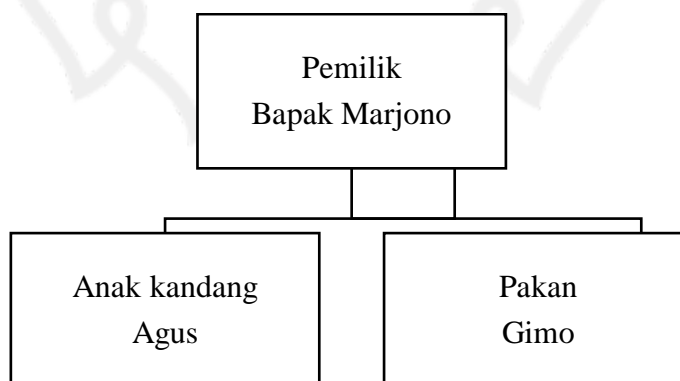 Pemilik
Bapak Marjono
Anak kandang
Agus
Pakan
Gimo